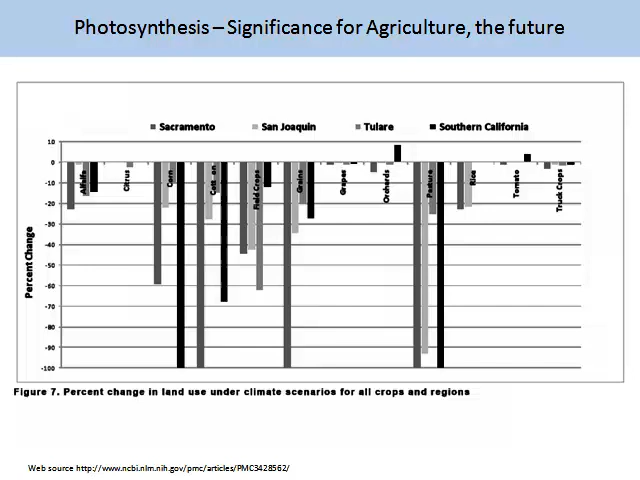 Photosynthesis – Significance for Agriculture, the future
Sacramento San Joaquin Tulare Southern California
Percent Change
10
0
-10
-20
-30
-40
-50
-60
-70
-80
-90
-100
Alfalfa
Citrus
Corn
Field Crops
Grains
Grapes
Orchards
Pasture
Rice
Tomato
Truck Crops
Figure 7. Percent change in land use under climate scenarios for all crops and regions
Web source http://www.ncbi.nlm.nih.gov/pmc/articles/PMC3428562/